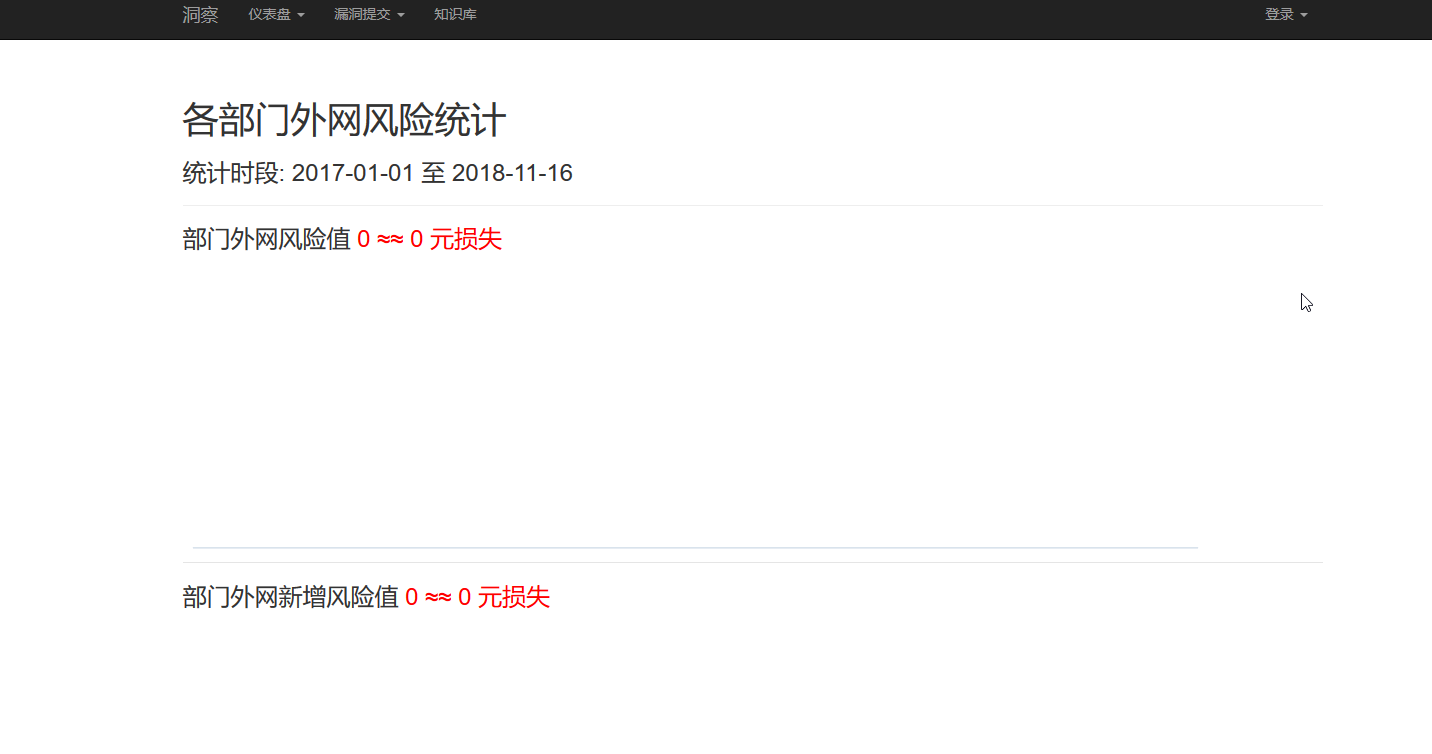 洞察 仪表盘 漏洞提交 知识库 登录
各部门外网风险统计
统计时段: 2017-01-01 至 2018-11-16
部门外网风险值 0 ≈≈ 0 元损失
部门外网新增风险值 0 ≈≈ 0 元损失